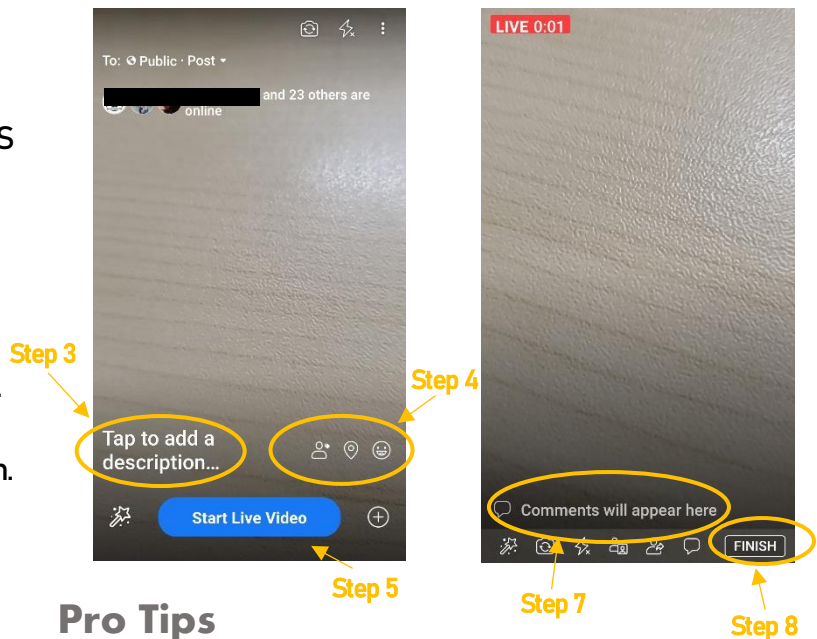 To: Public · Post
and 23 others are
online
Tap to add a
description...
Start Live Video
Step 3
Step 4
Step 5
LIVE 0:01
Comments will appear here
FINISH
Step 7
Step 8
Pro Tips